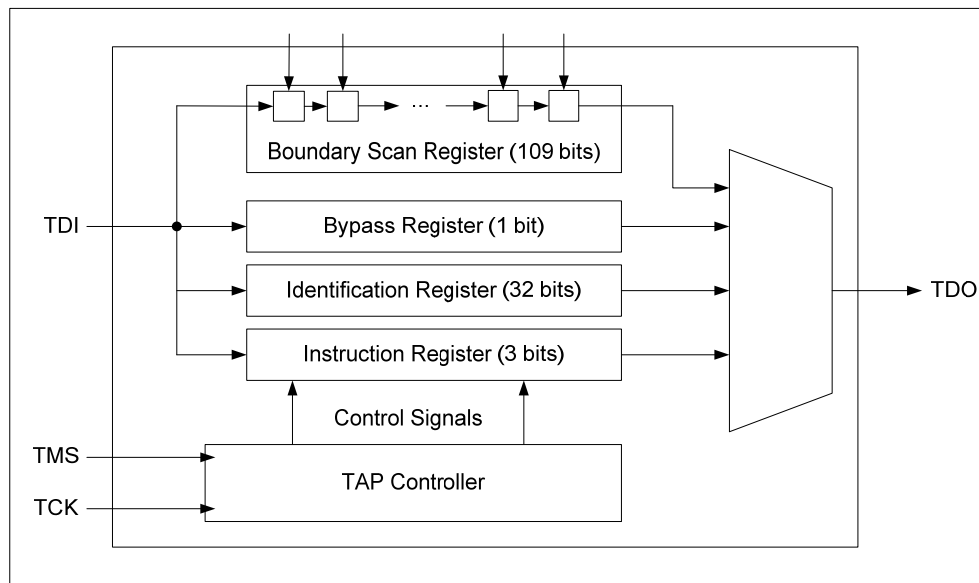 ...
Boundary Scan Register (109 bits)
TDI
Bypass Register (1 bit)
Identification Register (32 bits)
TDO
Instruction Register (3 bits)
Control Signals
TMS
TAP Controller
TCK